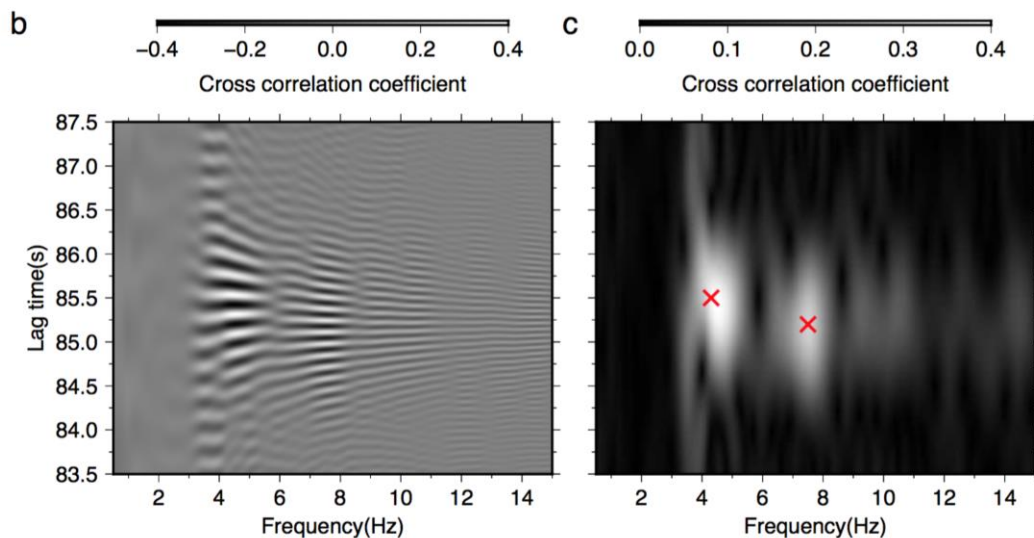 b
−0.4 −0.2 0.0 0.2 0.4
Cross correlation coefficient
87.5
87.0
86.5
86.0
85.5
85.0
84.5
84.0
83.5
Lag time(s)
2 4 6 8 10 12 14
Frequency(Hz)
c
0.0 0.1 0.2 0.3 0.4
Cross correlation coefficient
2 4 6 8 10 12 14
Frequency(Hz)